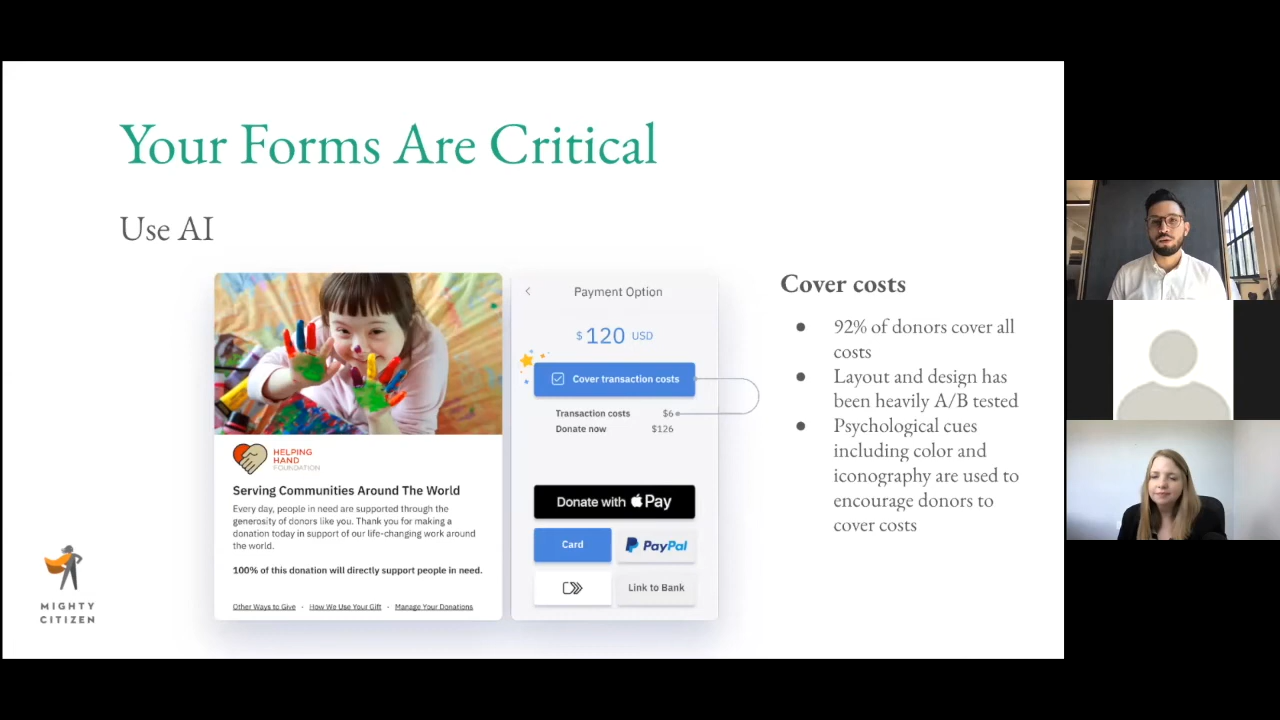 Your Forms Are Critical
Use AI
HELPING
HAND
FOUNDATION
Serving Communities Around The World
Every day, people in need are supported through the
generosity of donors like you. Thank you for making a
donation today in support of our life-changing work around
the world.
100% of this donation will directly support people in need.
Other Ways to Give · How We Use Your Gift · Manage Your Donations
Payment Option
$ 120 USD
Cover transaction costs
Transaction costs $6
Donate now $126
Donate with Pay
Card PayPal
Link to Bank
Cover costs
● 92% of donors cover all
costs
● Layout and design has
been heavily A/B tested
● Psychological cues
including color and
iconography are used to
encourage donors to
cover costs
MIGHTY
CITIZEN